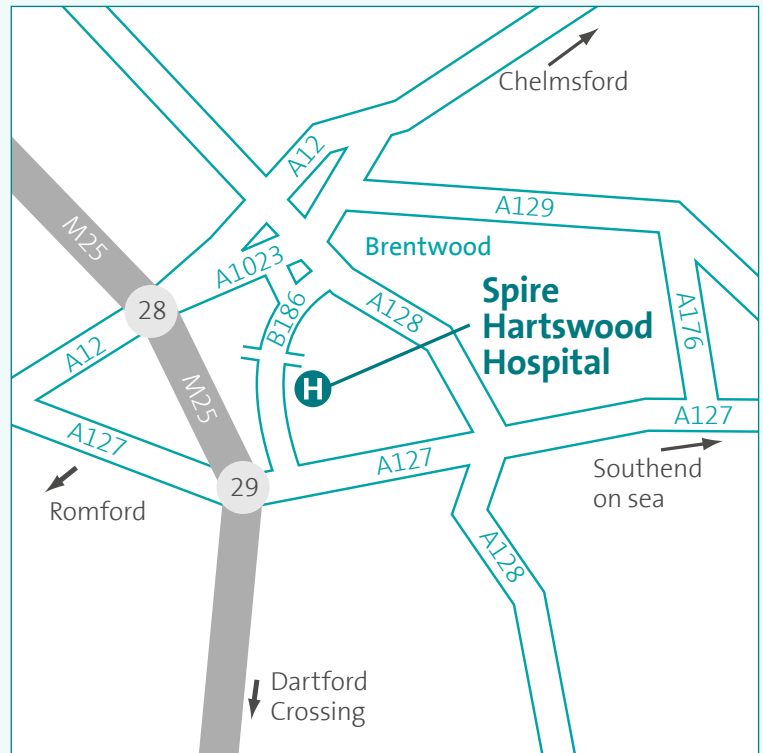 Chelmsford
A12
A129
M25
A1023
Brentwood
28
B186
A128
Spire
Hartswood
Hospital
A176
A12
M25
H
A127
A127
A127
Southend
on sea
29
Romford
A128
Dartford
Crossing